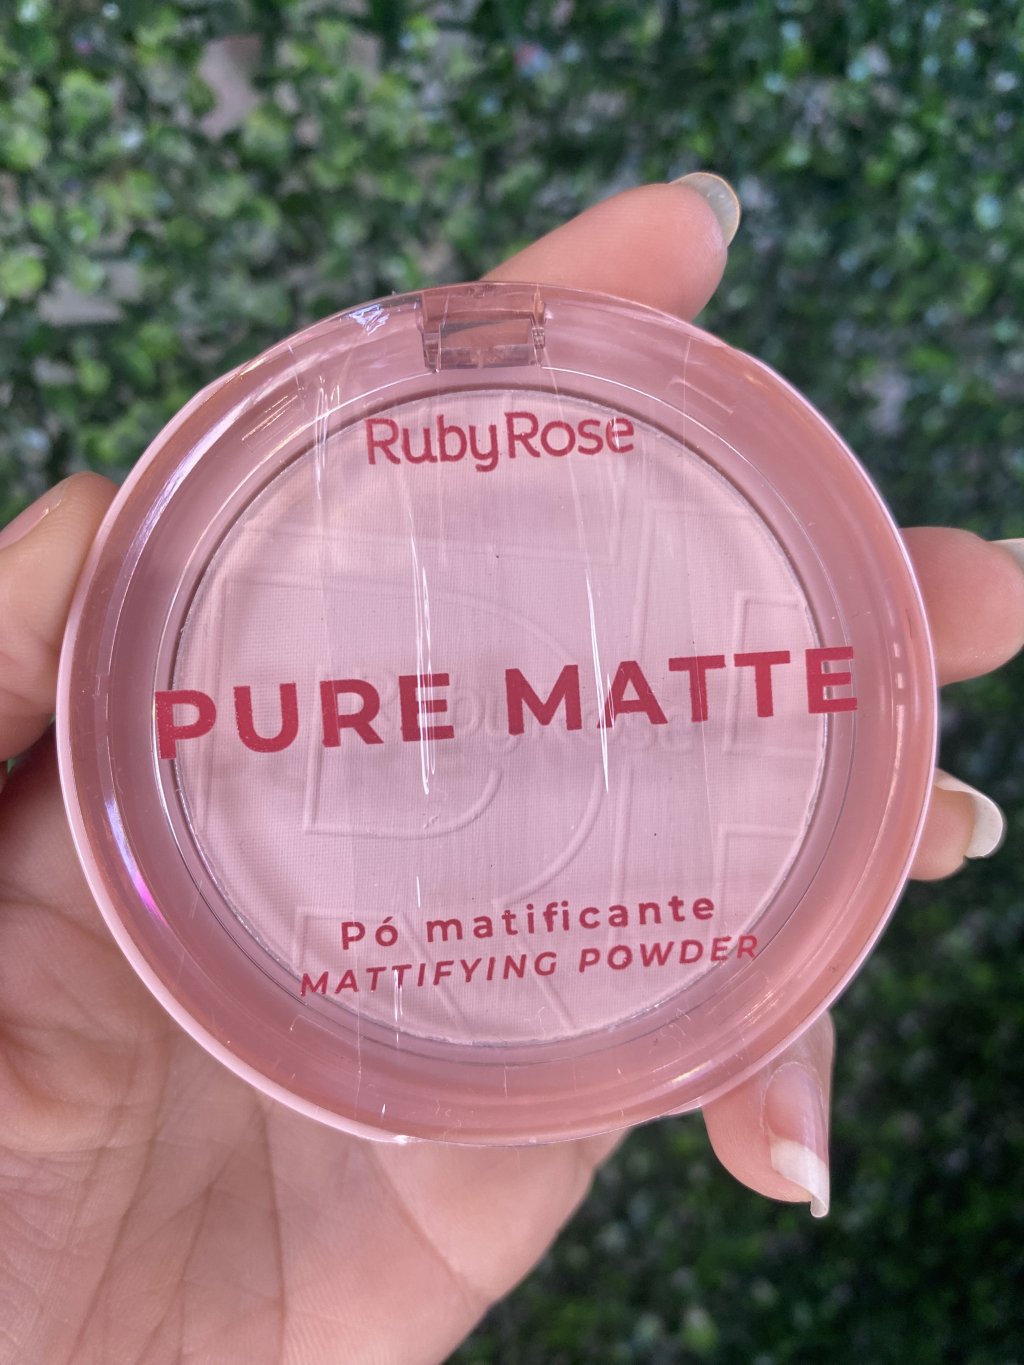 RubyRose
PURE MATTE
Pó matificante
MATTIFYING POWDER